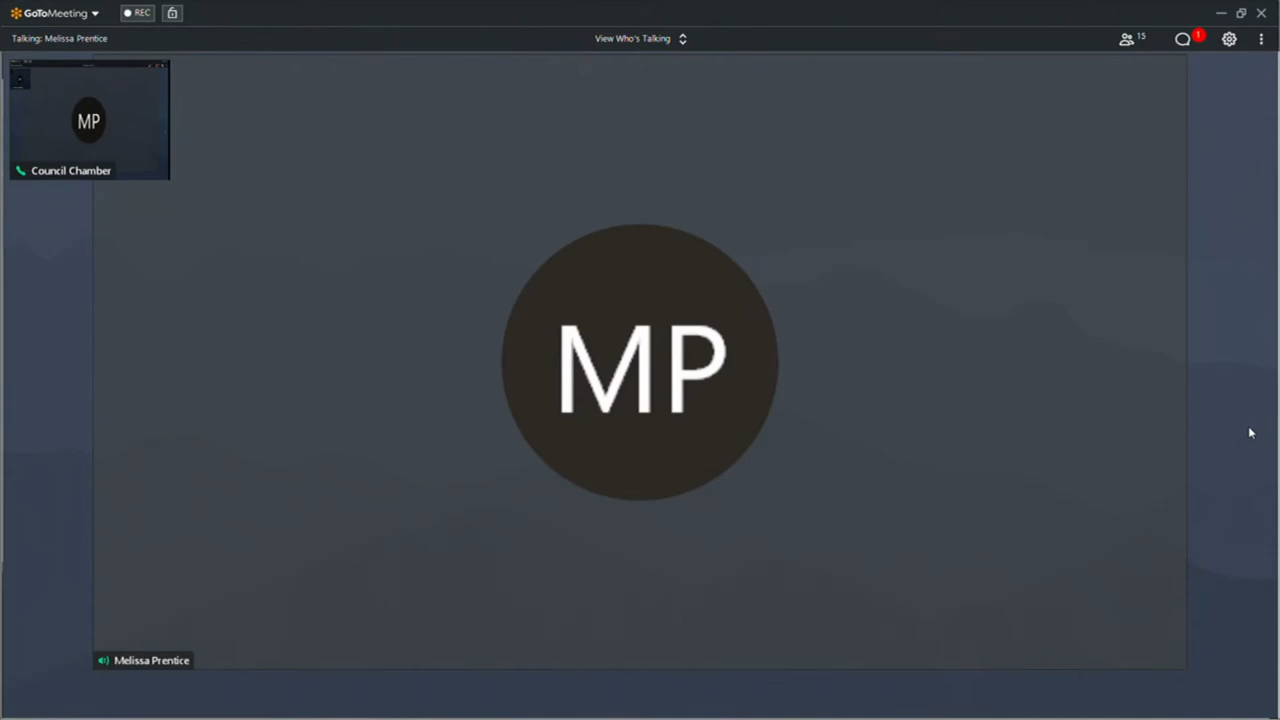 GoToMeeting
REC
Talking: Melissa Prentice
View Who's Talking
15
1
MP
Council Chamber
MP
Melissa Prentice